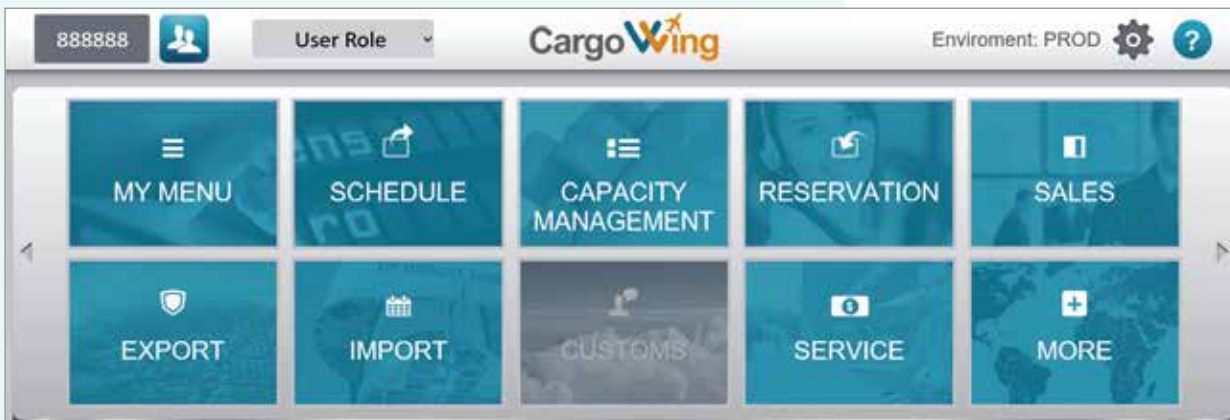 888888
User Role
CargoWing
Enviroment: PROD
?
MY MENU
SCHEDULE
CAPACITY
MANAGEMENT
RESERVATION
SALES
EXPORT
IMPORT
CUSTOMS
SERVICE
MORE